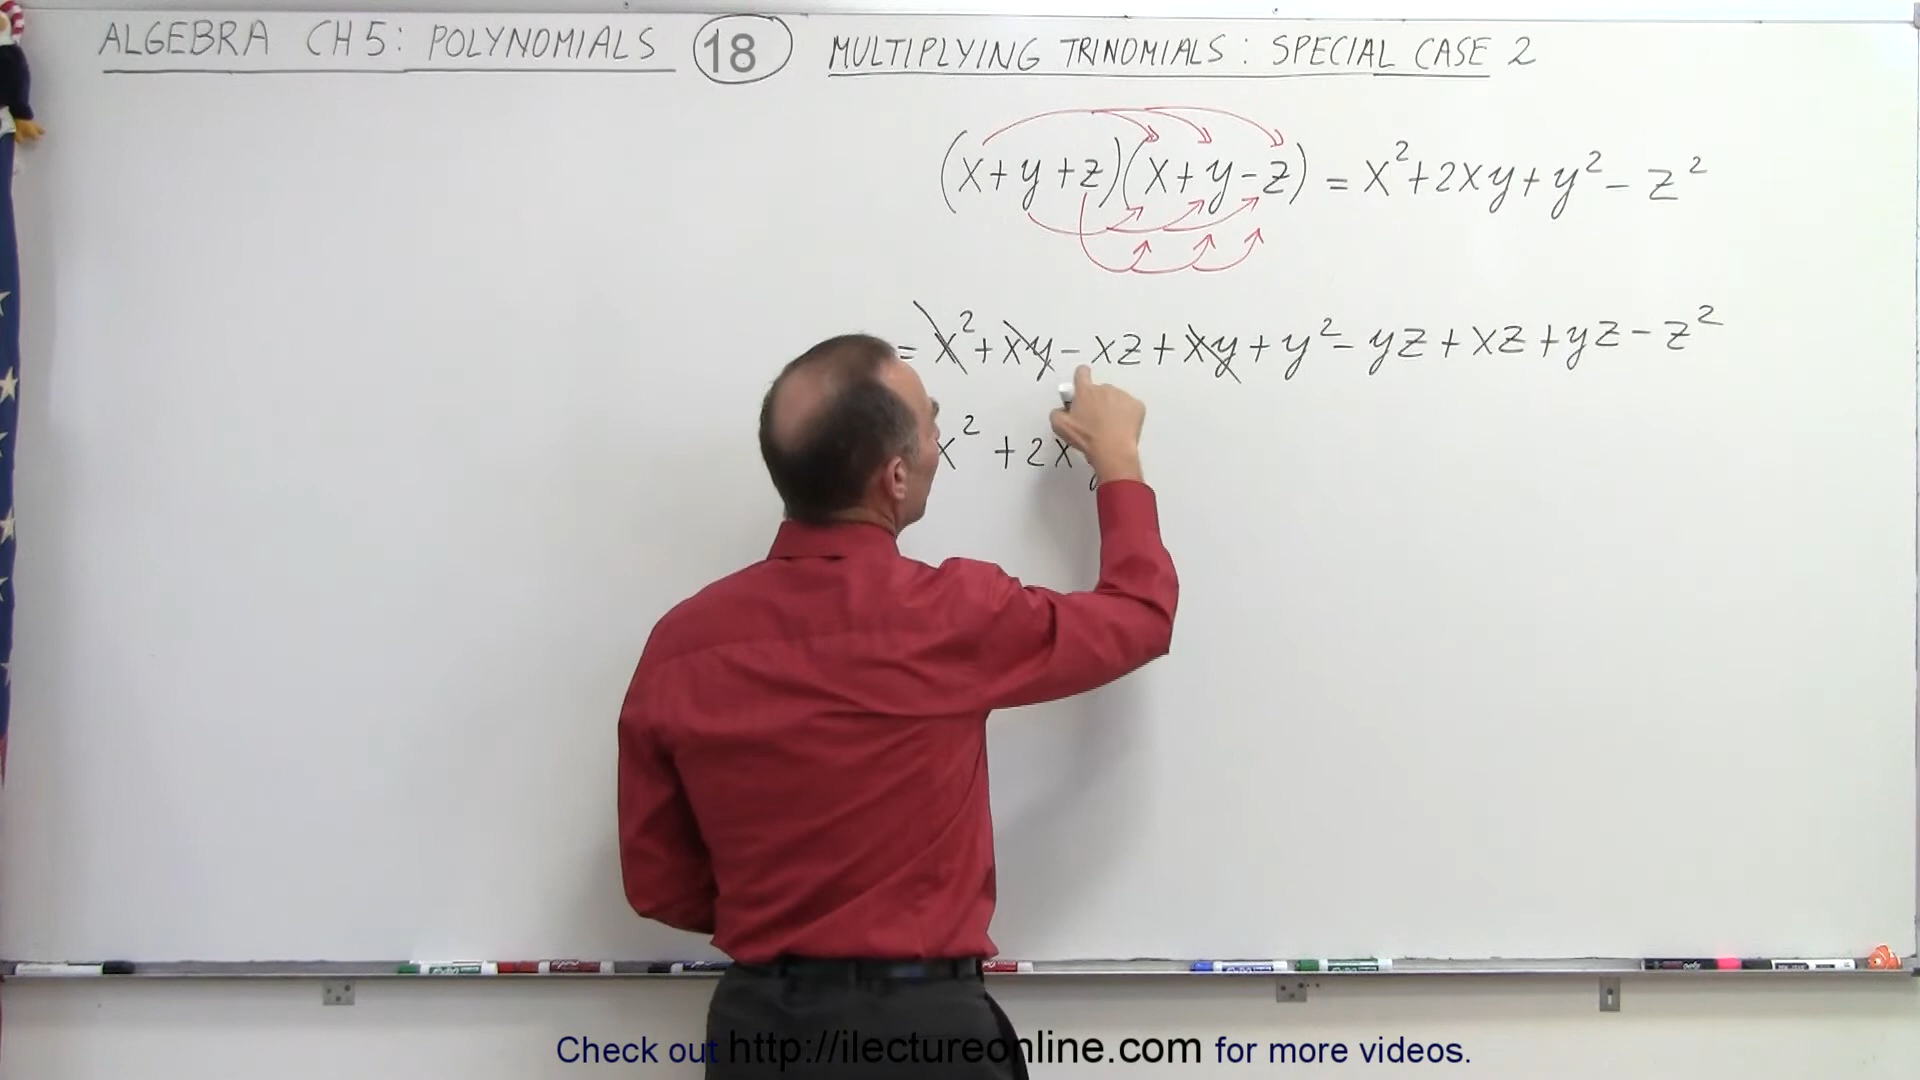 ALGEBRA CH 5: POLYNOMIALS 18 MULTIPLYING TRINOMIALS: SPECIAL CASE 2
(x+y+z)(x+y-z) = x²+2xy+y²-z²
= x²+xy-xz+xy+y²-yz+xz+yz-z²
x² +2xy
Check out http://ilectureonline.com for more videos.